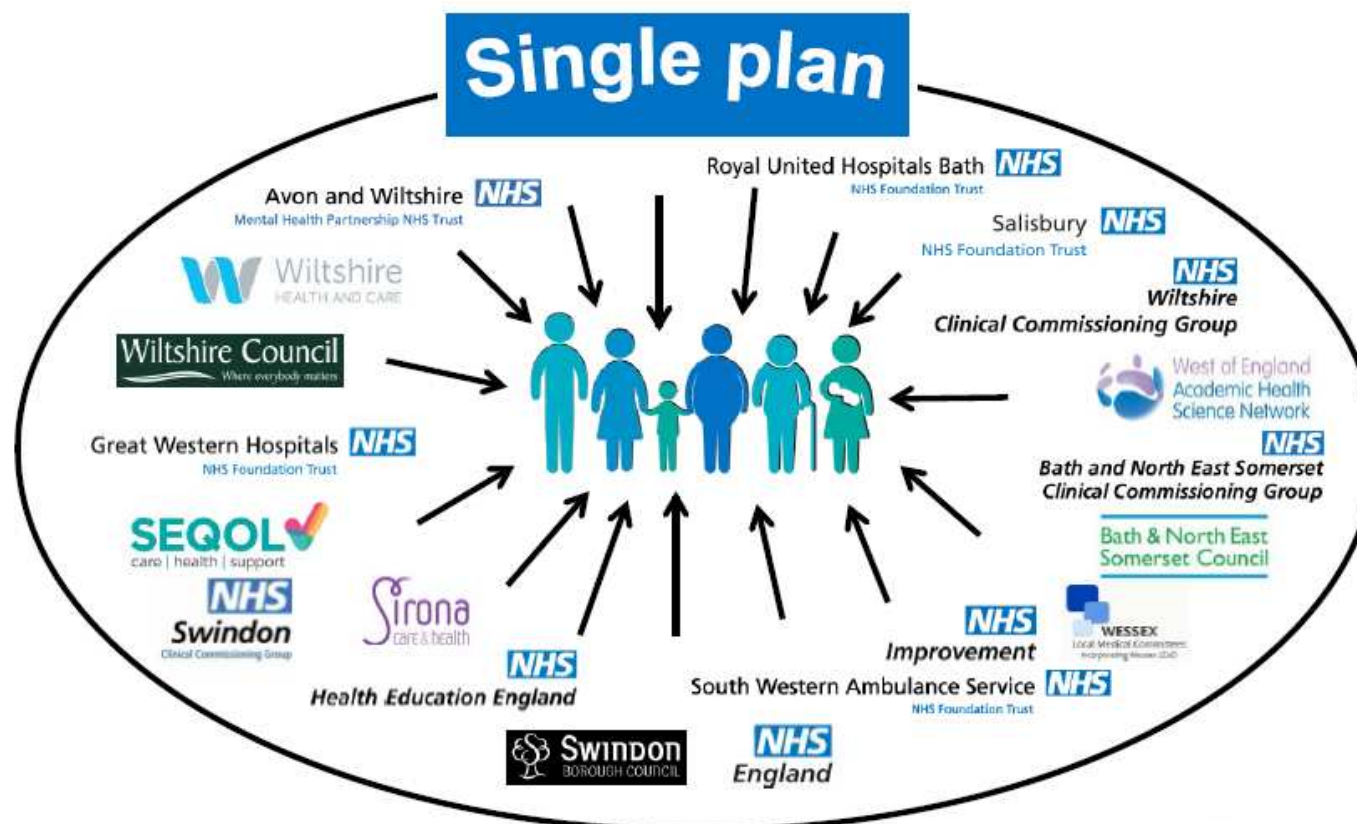 Single plan
Avon and Wiltshire NHS
Mental Health Partnership NHS Trust
Royal United Hospitals Bath NHS
NHS Foundation Trust
Salisbury NHS
NHS Foundation Trust
Wiltshire
HEALTH AND CARE
NHS
Wiltshire
Clinical Commissioning Group
Wiltshire Council
Where everybody matters
West of England
Academic Health
Science Network
Great Western Hospitals NHS
NHS Foundation Trust
NHS
Bath and North East Somerset
Clinical Commissioning Group
SEQOL
care | health | support
Bath & North East
Somerset Council
NHS
Swindon
Clinical Commissioning Group
Sirona
care & health
NHS
Improvement
WESSEX
Local Medical Committees
NHS
Health Education England
South Western Ambulance Service NHS
NHS Foundation Trust
SWINDON
BOROUGH COUNCIL
NHS
England